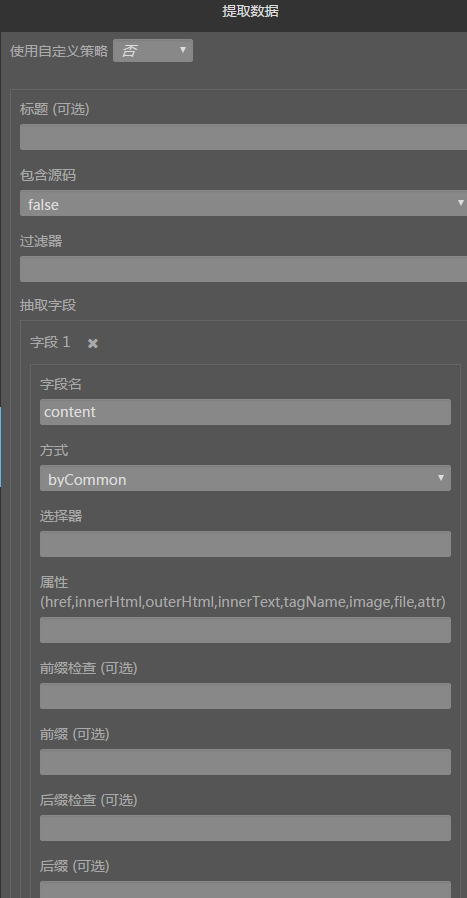 提取数据
使用自定义策略 否
标题 (可选)
包含源码
false
过滤器
抽取字段
字段 1 ✖
字段名
content
方式
byCommon
选择器
属性
(href,innerHtml,outerHtml,innerText,tagName,image,file,attr)
前缀检查 (可选)
前缀 (可选)
后缀检查 (可选)
后缀 (可选)